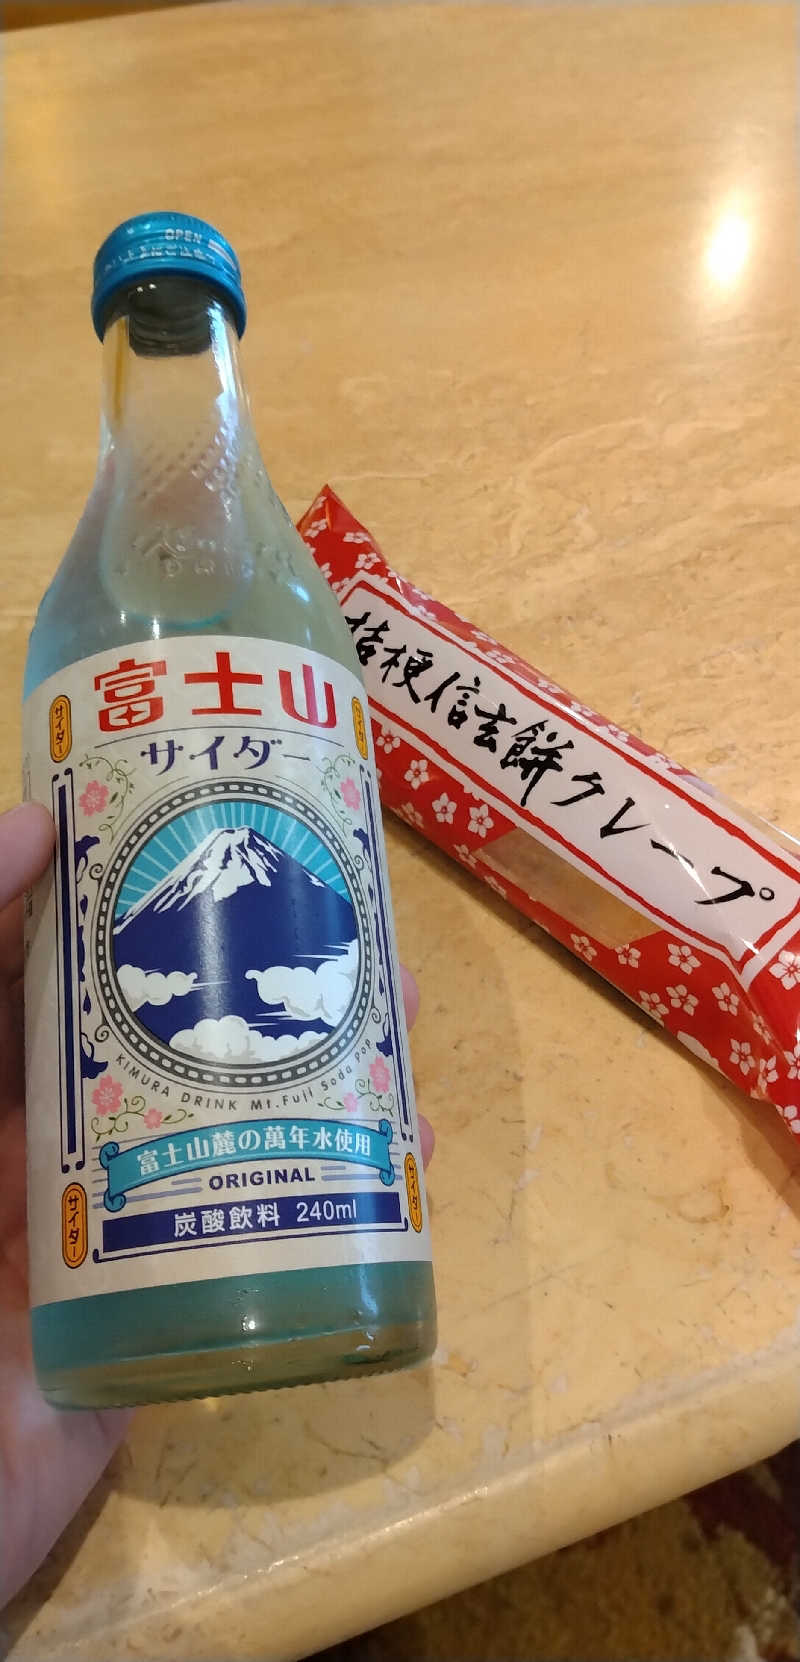 OPEN
富士山
サイダー
サイダー
サイダー
KIMURA DRINK Mt.Fuji Soda pop
富士山麓の萬年水使用
ORIGINAL
炭酸飲料 240ml
サイダー
サイダー
桔梗信玄餅クレープ